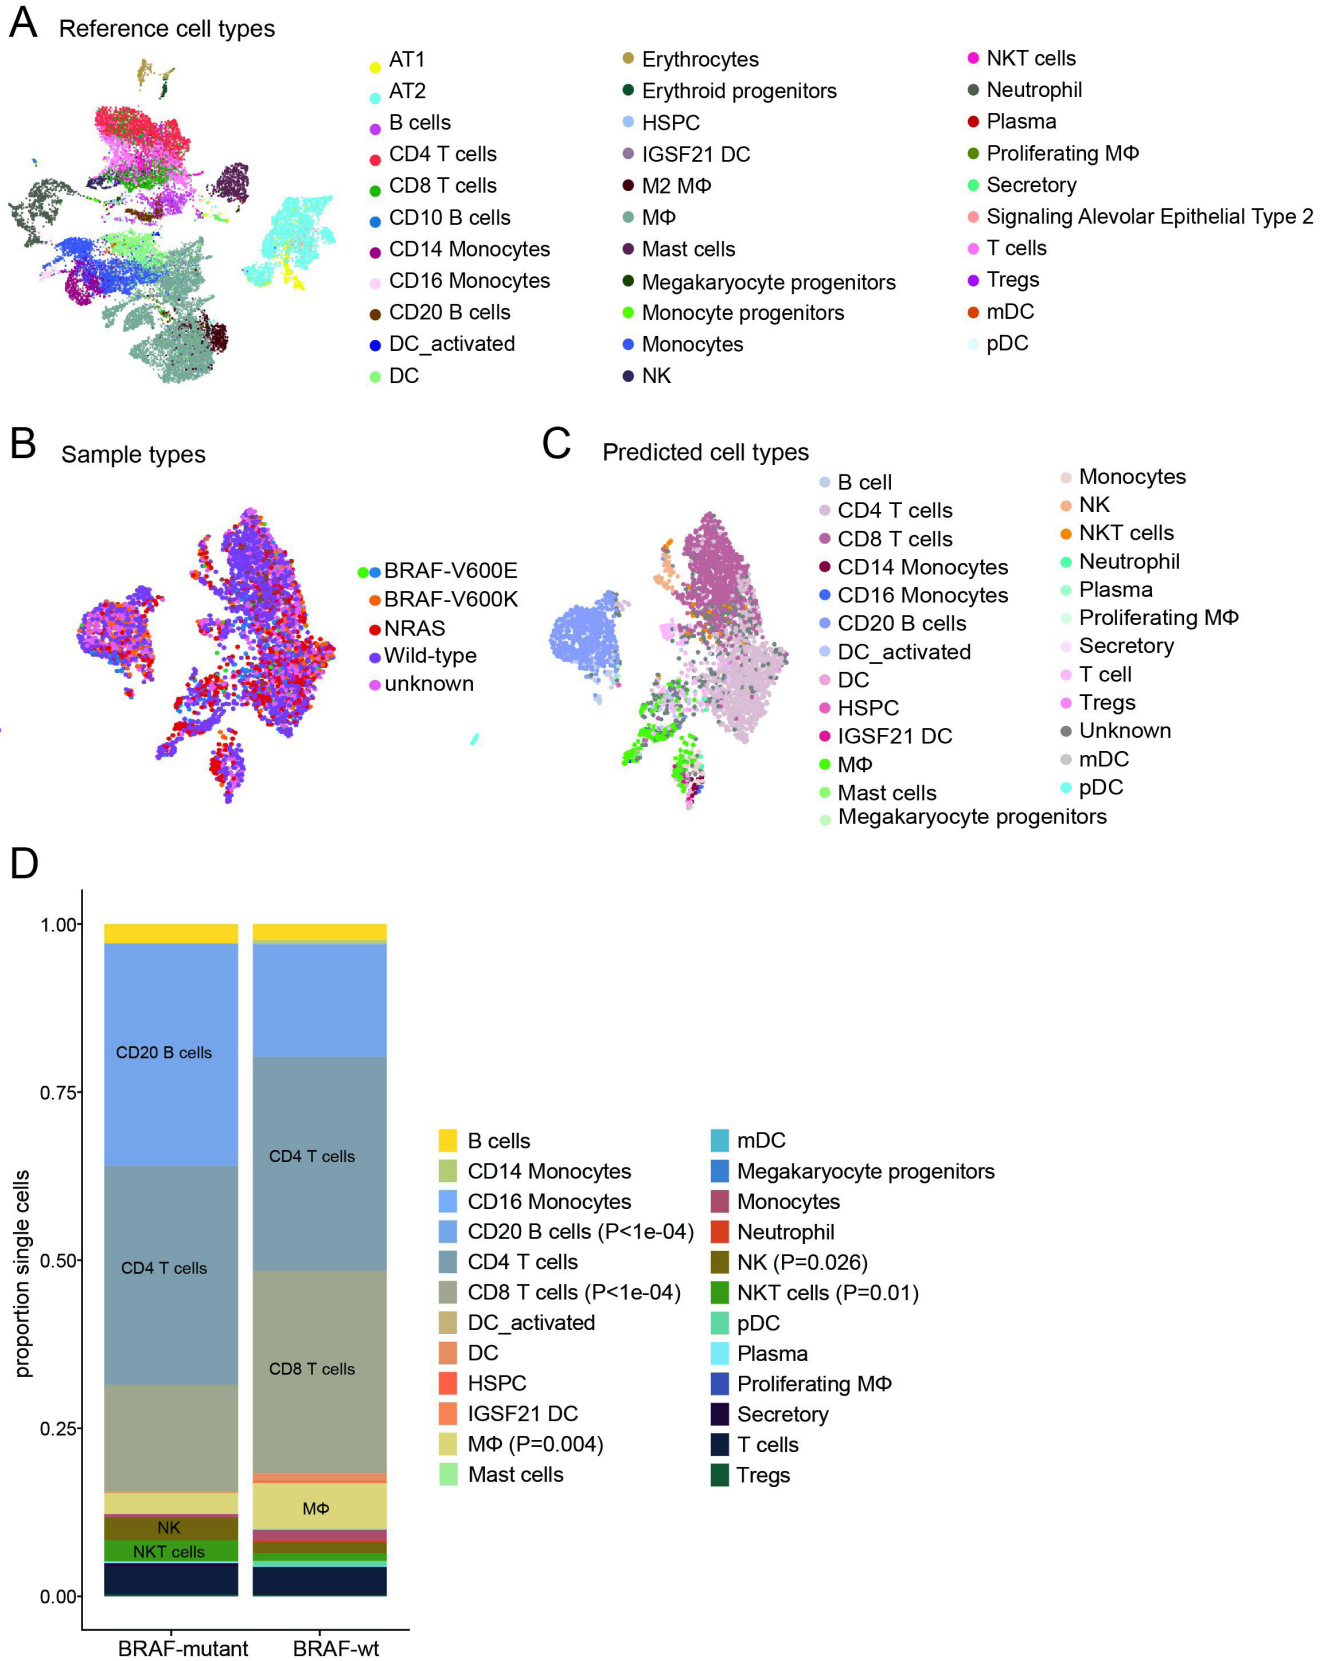 A Reference cell types
AT1
AT2
B cells
CD4 T cells
CD8 T cells
CD10 B cells
CD14 Monocytes
CD16 Monocytes
CD20 B cells
DC_activated
DC
Erythrocytes
Erythroid progenitors
HSPC
IGSF21 DC
M2 MΦ
MΦ
Mast cells
Megakaryocyte progenitors
Monocyte progenitors
Monocytes
NK
NKT cells
Neutrophil
Plasma
Proliferating MΦ
Secretory
Signaling Alevolar Epithelial Type 2
T cells
Tregs
mDC
pDC
B Sample types
BRAF-V600E
BRAF-V600K
NRAS
Wild-type
unknown
C Predicted cell types
B cell
CD4 T cells
CD8 T cells
CD14 Monocytes
CD16 Monocytes
CD20 B cells
DC_activated
DC
HSPC
IGSF21 DC
MΦ
Mast cells
Megakaryocyte progenitors
Monocytes
NK
NKT cells
Neutrophil
Plasma
Proliferating MΦ
Secretory
T cell
Tregs
Unknown
mDC
pDC
D
proportion single cells
1.00
0.75
0.50
0.25
0.00
CD20 B cells
CD4 T cells
NK
NKT cells
CD4 T cells
CD8 T cells
MΦ
BRAF-mutant
BRAF-wt
B cells
CD14 Monocytes
CD16 Monocytes
CD20 B cells (P<1e-04)
CD4 T cells
CD8 T cells (P<1e-04)
DC_activated
DC
HSPC
IGSF21 DC
MΦ (P=0.004)
Mast cells
mDC
Megakaryocyte progenitors
Monocytes
Neutrophil
NK (P=0.026)
NKT cells (P=0.01)
pDC
Plasma
Proliferating MΦ
Secretory
T cells
Tregs